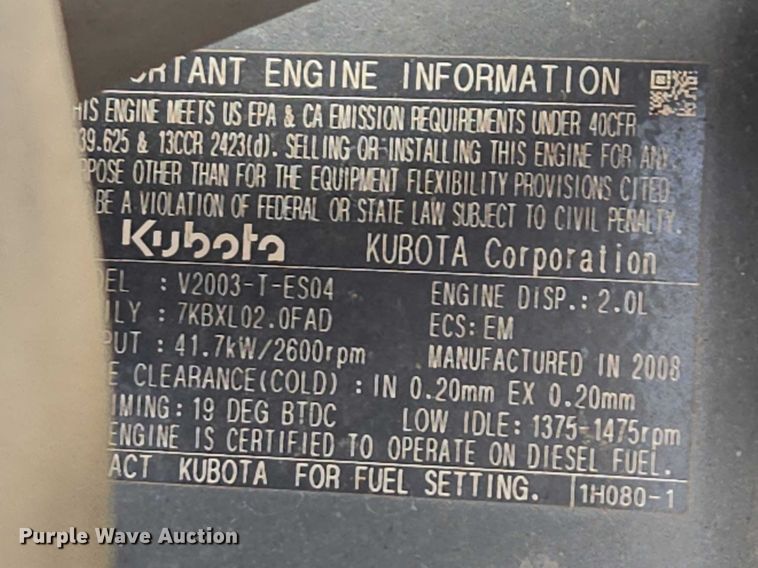 ORTANT ENGINE INFORMATION
HIS ENGINE MEETS US EPA & CA EMISSION REQUIREMENTS UNDER 40CFR
39.625 & 13CCR 2423(d). SELLING OR INSTALLING THIS ENGINE FOR ANY
POSE OTHER THAN FOR THE EQUIPMENT FLEXIBILITY PROVISIONS CITED
BE A VIOLATION OF FEDERAL OR STATE LAW SUBJECT TO CIVIL PENALTY.
Kubota KUBOTA Corporation
DEL : V2003-T-ES04 ENGINE DISP.: 2.0L
ILY : 7KBXL02.0FAD ECS: EM
PUT : 41.7kW/2600rpm MANUFACTURED IN 2008
E CLEARANCE(COLD) : IN 0.20mm EX 0.20mm
IMING: 19 DEG BTDC LOW IDLE: 1375-1475rpm
ENGINE IS CERTIFIED TO OPERATE ON DIESEL FUEL.
ACT KUBOTA FOR FUEL SETTING. 1H080-1
Purple Wave Auction